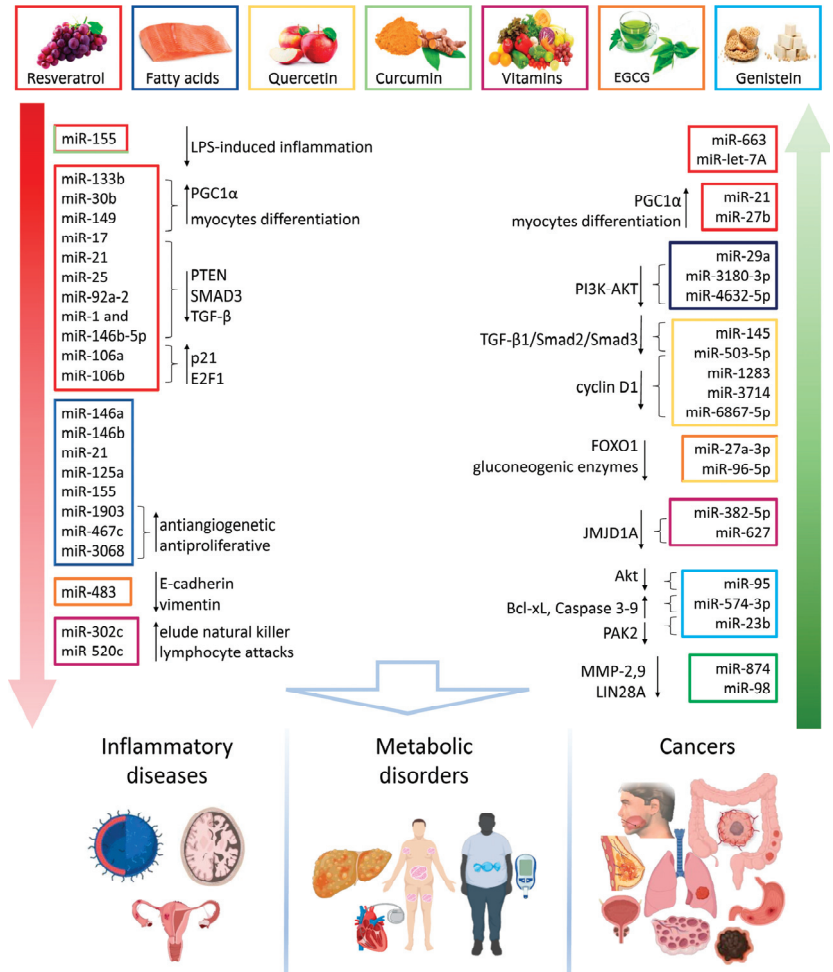 Resveratrol
Fatty acids
Quercetin
Curcumin
Vitamins
EGCG
Genistein
miR-155
LPS-induced inflammation
miR-133b
miR-30b
miR-149
miR-17
miR-21
miR-25
miR-92a-2
miR-1 and
miR-146b-5p
miR-106a
miR-106b
PGC1α
myocytes differentiation
PTEN
SMAD3
TGF-β
p21
E2F1
miR-146a
miR-146b
miR-21
miR-125a
miR-155
miR-1903
miR-467c
miR-3068
antiangiogenetic
antiproliferative
miR-483
E-cadherin
vimentin
miR-302c
miR 520c
elude natural killer
lymphocyte attacks
miR-663
miR-let-7A
PGC1α
myocytes differentiation
miR-21
miR-27b
PI3K-AKT
miR-29a
miR-3180-3p
miR-4632-5p
TGF-β1/Smad2/Smad3
cyclin D1
miR-145
miR-503-5p
miR-1283
miR-3714
miR-6867-5p
FOXO1
gluconeogenic enzymes
miR-27a-3p
miR-96-5p
JMJD1A
miR-382-5p
miR-627
Akt
Bcl-xL, Caspase 3-9
PAK2
miR-95
miR-574-3p
miR-23b
MMP-2,9
LIN28A
miR-874
miR-98
Inflammatory
diseases
Metabolic
disorders
Cancers